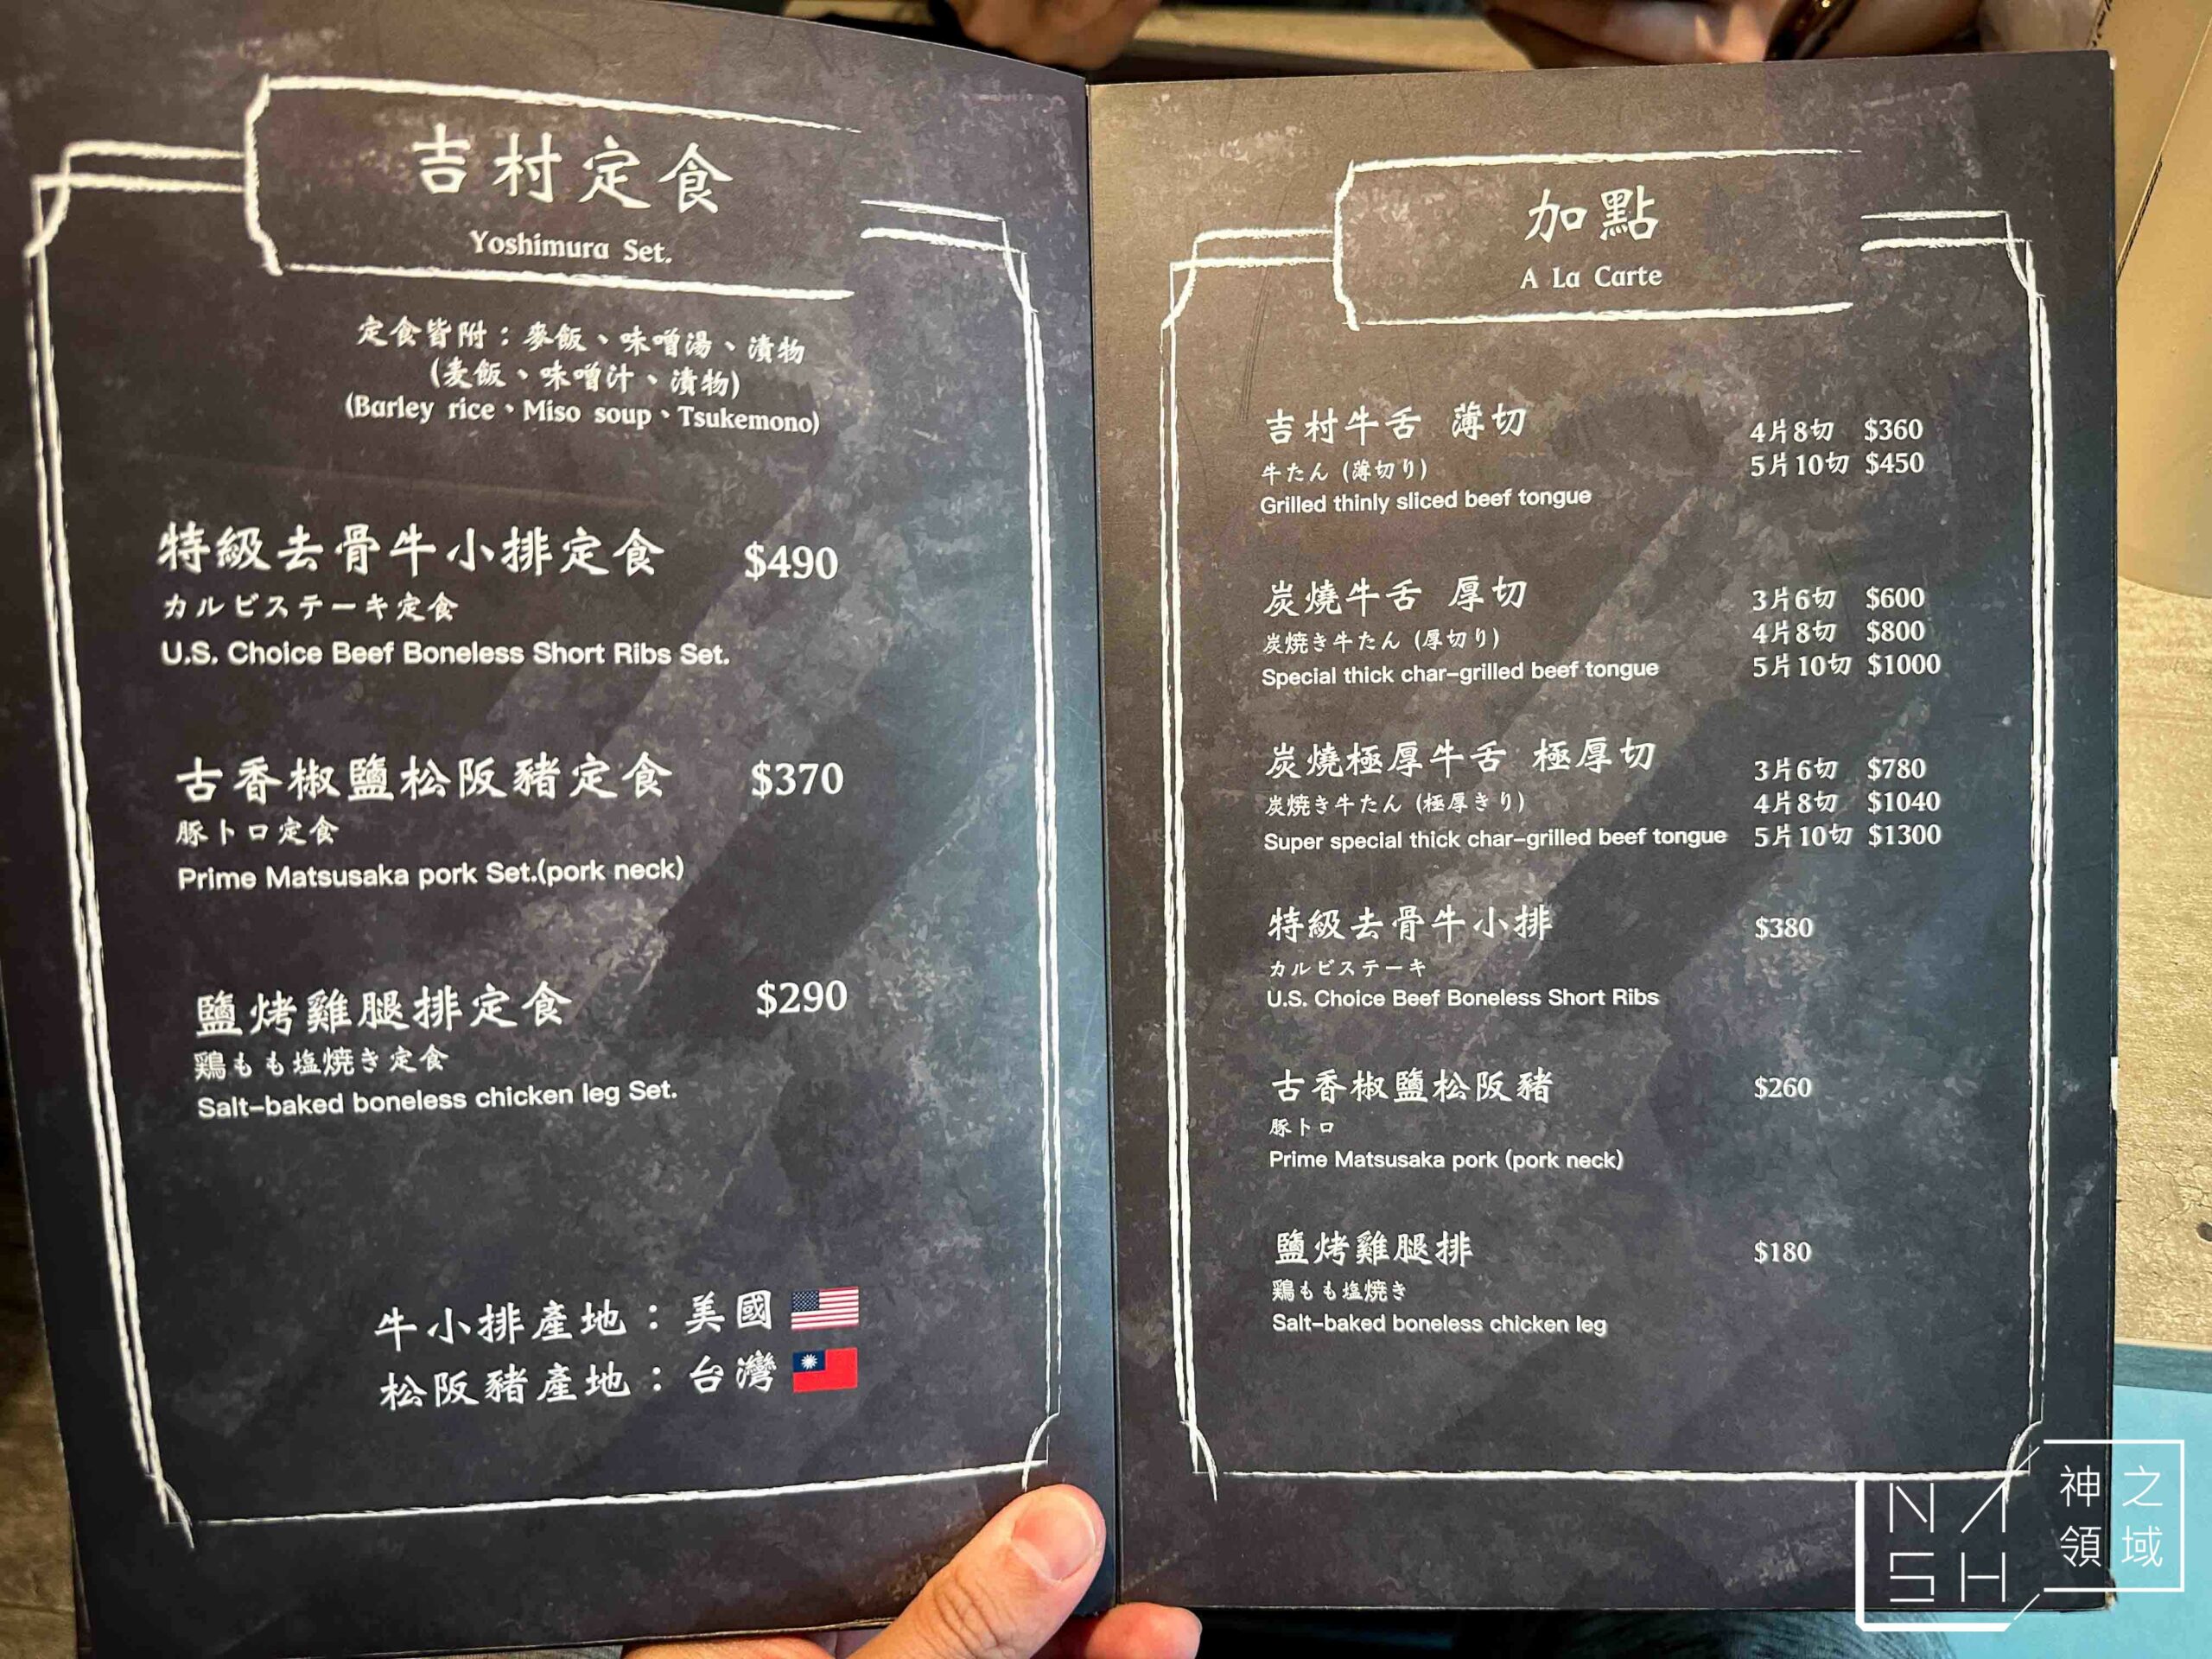 吉村定食
Yoshimura Set.
定食皆附：麥飯、味噌湯、漬物
(麦飯、味噌汁、漬物)
(Barley rice、Miso soup、Tsukemono)
特級去骨牛小排定食 $490
カルビステーキ定食
U.S. Choice Beef Boneless Short Ribs Set.
古香椒鹽松阪豬定食 $370
豚トロ定食
Prime Matsusaka pork Set.(pork neck)
鹽烤雞腿排定食 $290
鶏もも塩焼き定食
Salt-baked boneless chicken leg Set.
牛小排產地：美國
松阪豬產地：台灣
加點
A La Carte
吉村牛舌 薄切 4片8切 $360
牛たん (薄切り) 5片10切 $450
Grilled thinly sliced beef tongue
炭燒牛舌 厚切 3片6切 $600
炭焼き牛たん (厚切り) 4片8切 $800
Special thick char-grilled beef tongue 5片10切 $1000
炭燒極厚牛舌 極厚切 3片6切 $780
炭焼き牛たん (極厚きり) 4片8切 $1040
Super special thick char-grilled beef tongue 5片10切 $1300
特級去骨牛小排 $380
カルビステーキ
U.S. Choice Beef Boneless Short Ribs
古香椒鹽松阪豬 $260
豚トロ
Prime Matsusaka pork (pork neck)
鹽烤雞腿排 $180
鶏もも塩焼き
Salt-baked boneless chicken leg
NASH
神之領域